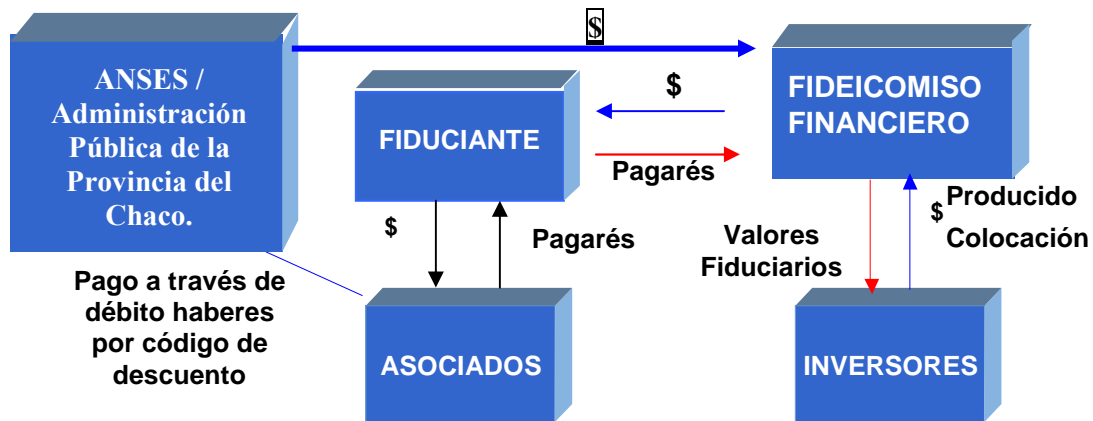 $
ANSES /
Administración
Pública de la
Provincia del
Chaco.
FIDUCIANTE
$
Pagarés
FIDEICOMISO
FINANCIERO
$
Pagarés
Valores
Fiduciarios
$
Producido
Colocación
Pago a través de
débito haberes
por código de
descuento
ASOCIADOS
INVERSORES